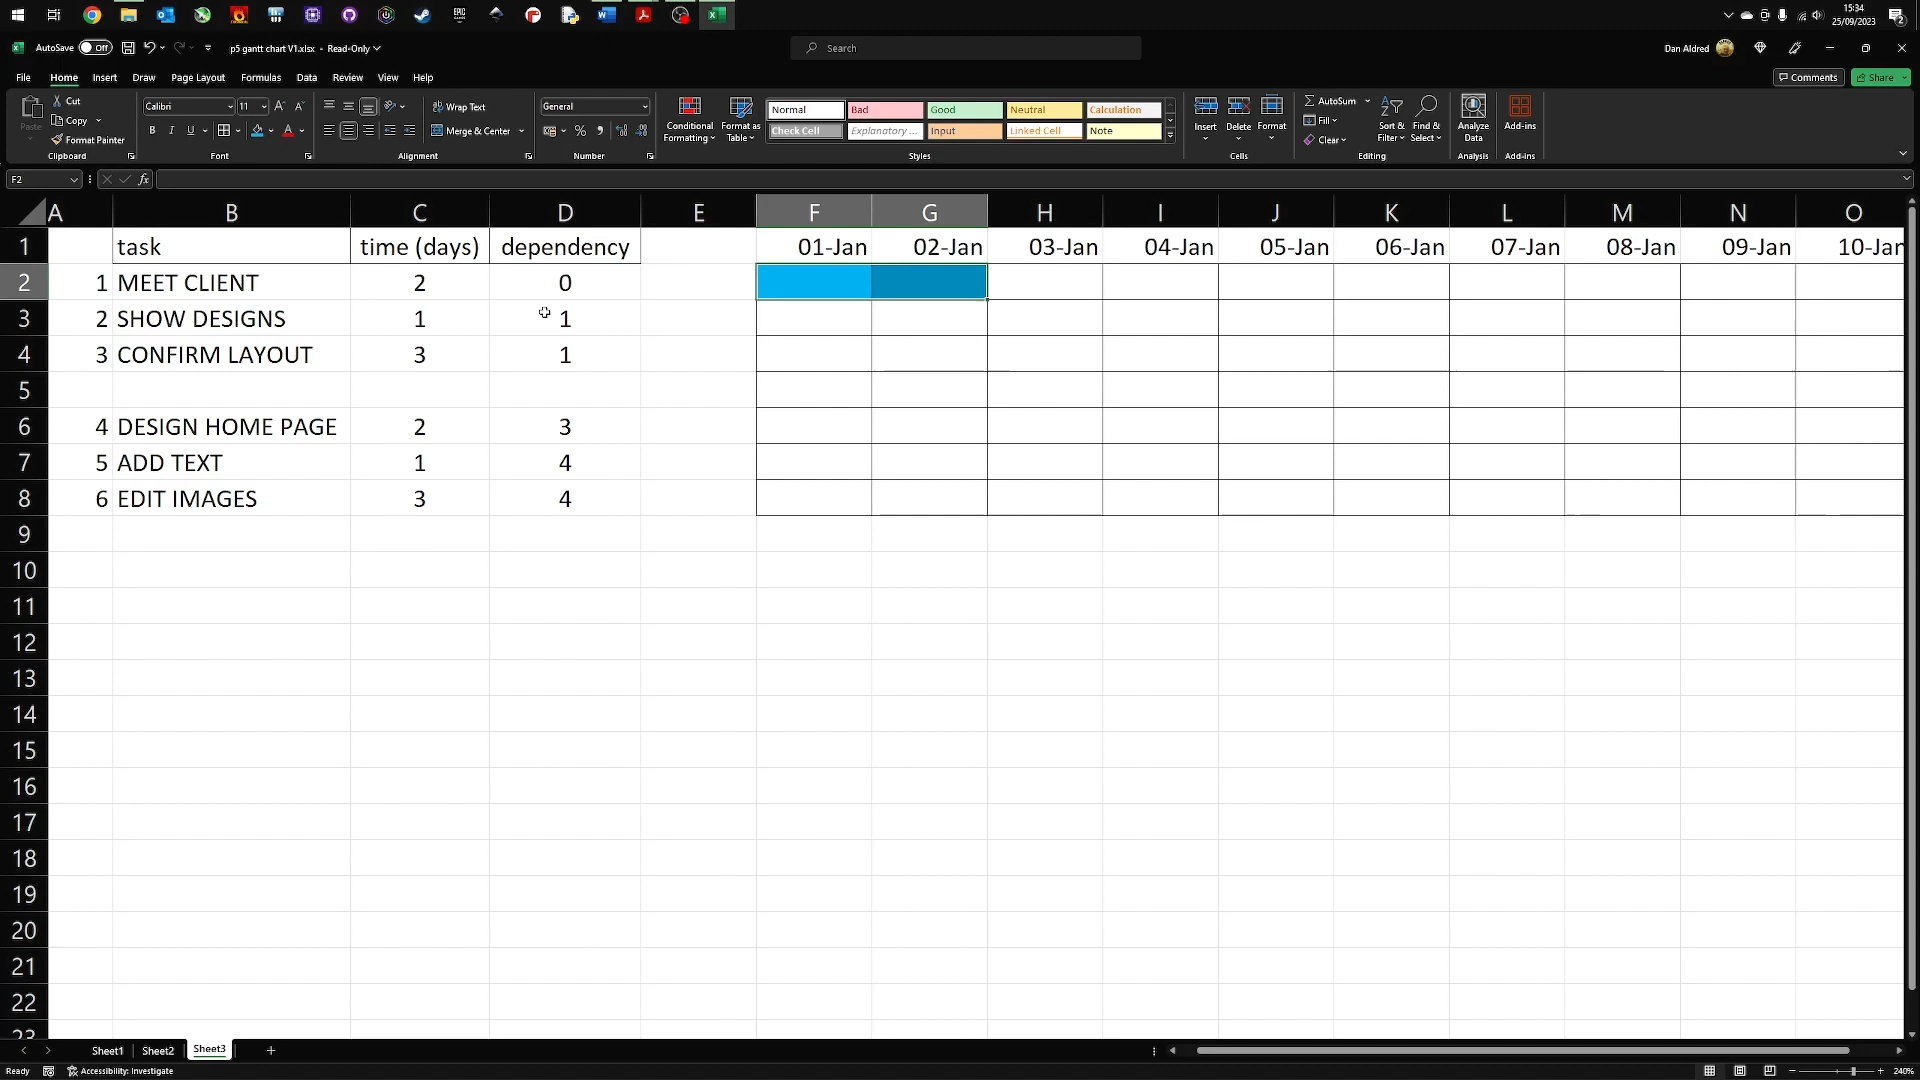 15:34
25/09/2023
2
AutoSave Off p5 gantt chart V1.xlsx • Read-Only Search Dan Aldred
File Home Insert Draw Page Layout Formulas Data Review View Help Comments Share
Paste Cut Copy Format Painter Clipboard
Calibri 11 B I U Font
Wrap Text Merge & Center Alignment
General % Number
Conditional Formatting Format as Table
Normal Bad Good Neutral Calculation
Check Cell Explanatory ... Input Linked Cell Note
Styles
Insert Delete Format Cells
AutoSum Fill Clear Sort & Filter Find & Select Editing
Analyze Data Analysis
Add-ins Add-ins
F2 fx
A B C D E F G H I J K L M N O
1 task time (days) dependency 01-Jan 02-Jan 03-Jan 04-Jan 05-Jan 06-Jan 07-Jan 08-Jan 09-Jan 10-Jan
2 1 MEET CLIENT 2 0
3 2 SHOW DESIGNS 1 1
4 3 CONFIRM LAYOUT 3 1
5
6 4 DESIGN HOME PAGE 2 3
7 5 ADD TEXT 1 4
8 6 EDIT IMAGES 3 4
9
10
11
12
13
14
15
16
17
18
19
20
21
22
23
Sheet1 Sheet2 Sheet3
Ready Accessibility: Investigate 240%